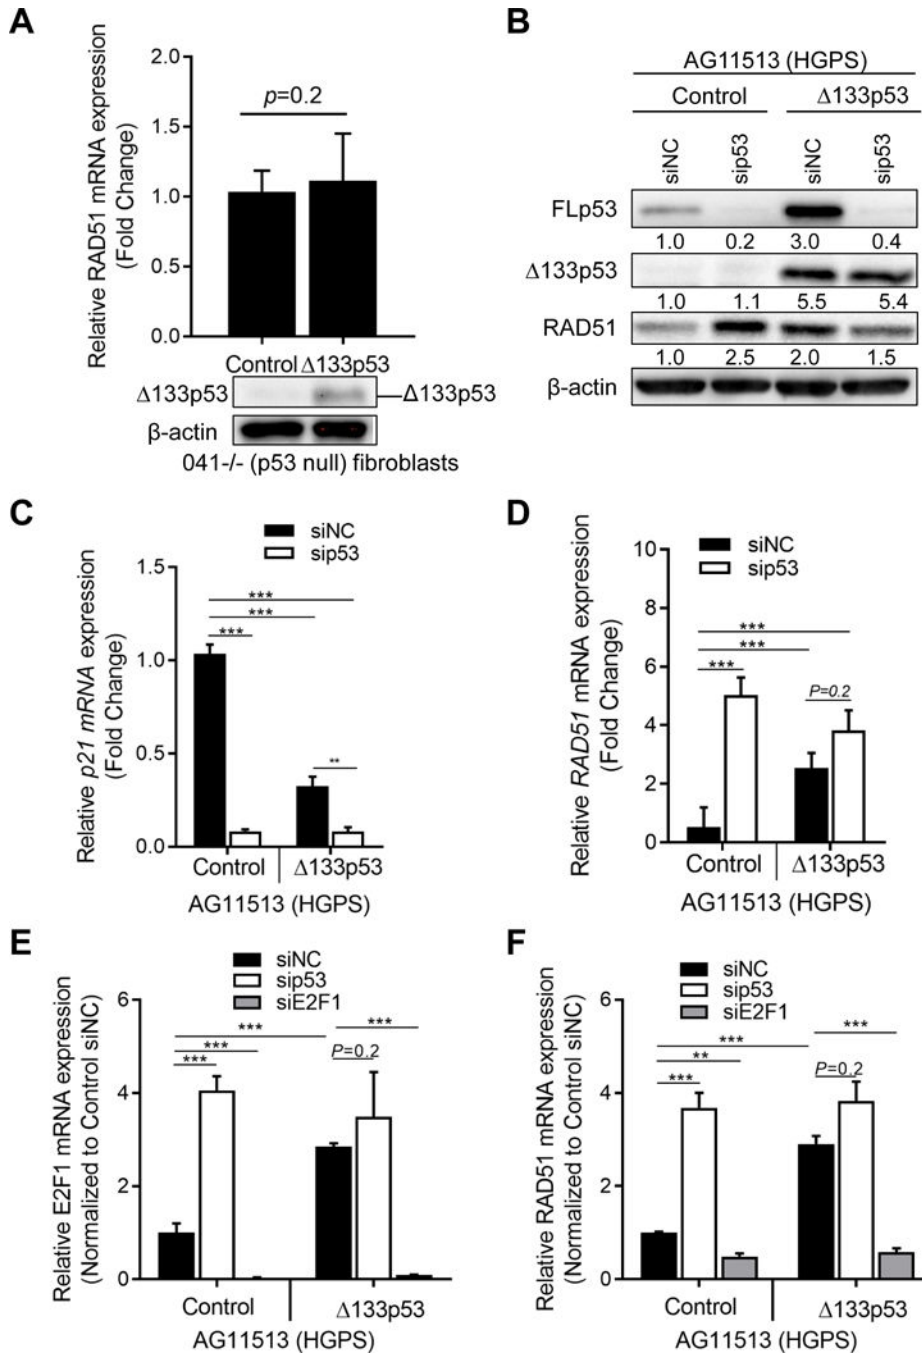 A
Relative RAD51 mRNA expression
(Fold Change)
2.0
1.5
1.0
0.5
0.0
p=0.2
Control Δ133p53
Δ133p53
Δ133p53
β-actin
041-/- (p53 null) fibroblasts
B
AG11513 (HGPS)
Control Δ133p53
siNC sip53 siNC sip53
FLp53
1.0 0.2 3.0 0.4
Δ133p53
1.0 1.1 5.5 5.4
RAD51
1.0 2.5 2.0 1.5
β-actin
C
siNC
sip53
Relative p21 mRNA expression
(Fold Change)
1.5
1.0
0.5
0.0
***
***
***
**
Control Δ133p53
AG11513 (HGPS)
D
siNC
sip53
Relative RAD51 mRNA expression
(Fold Change)
10
8
6
4
2
0
***
***
***
P=0.2
Control Δ133p53
AG11513 (HGPS)
E
siNC
sip53
siE2F1
Relative E2F1 mRNA expression
(Normalized to Control siNC)
6
4
2
0
***
***
***
***
P=0.2
Control Δ133p53
AG11513 (HGPS)
F
siNC
sip53
siE2F1
Relative RAD51 mRNA expression
(Normalized to Control siNC)
6
4
2
0
***
***
**
***
P=0.2
Control Δ133p53
AG11513 (HGPS)